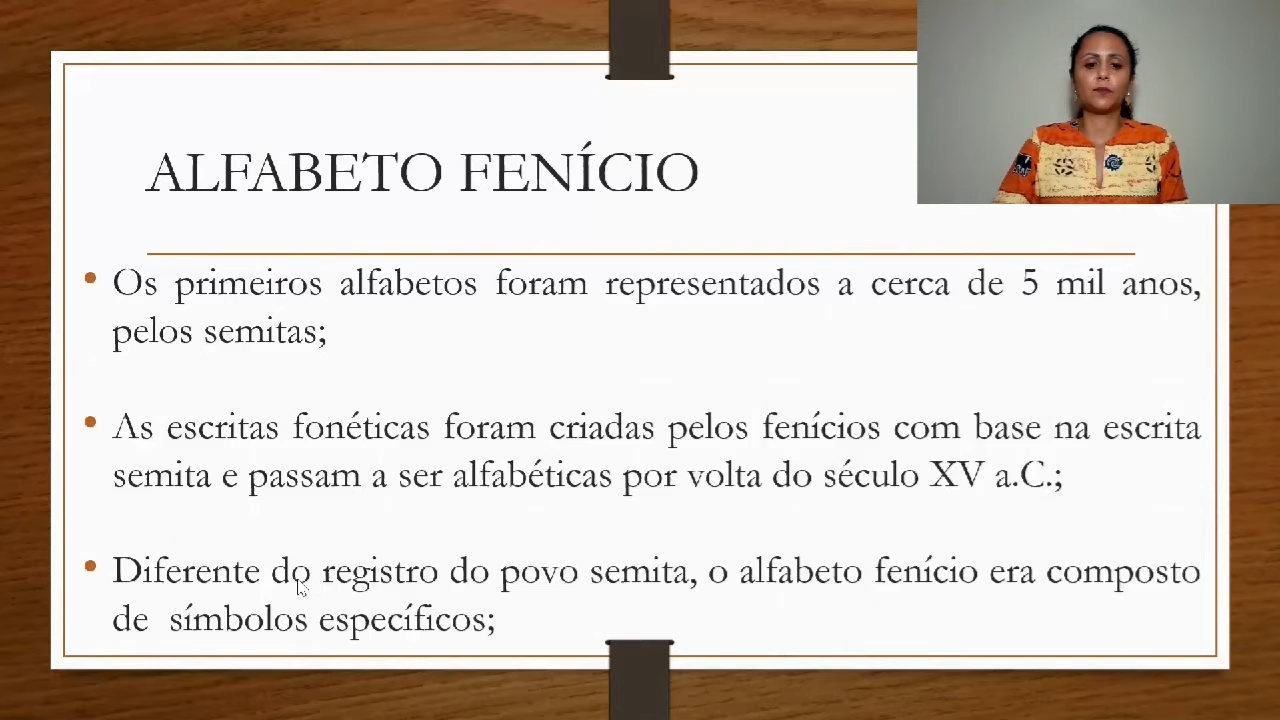 ALFABETO FENÍCIO
• Os primeiros alfabetos foram representados a cerca de 5 mil anos,
pelos semitas;
• As escritas fonéticas foram criadas pelos fenícios com base na escrita
semita e passam a ser alfabéticas por volta do século XV a.C.;
• Diferente do registro do povo semita, o alfabeto fenício era composto
de símbolos específicos;